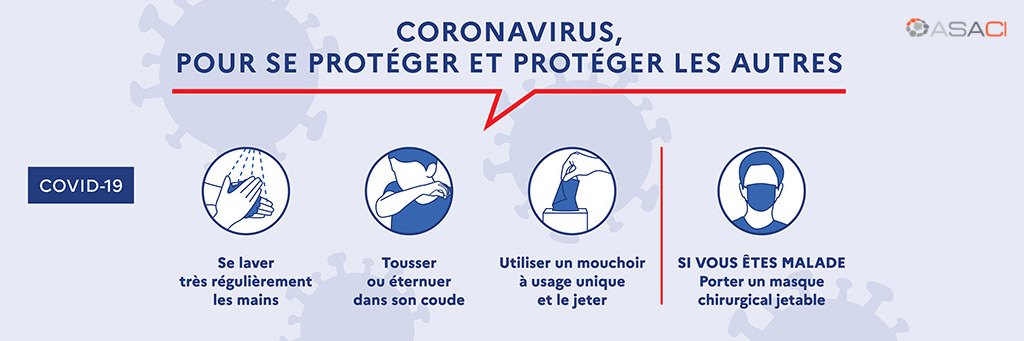 CORONAVIRUS,
POUR SE PROTÉGER ET PROTÉGER LES AUTRES
ASACI
COVID-19
Se laver
très régulièrement
les mains
Tousser
ou éternuer
dans son coude
Utiliser un mouchoir
à usage unique
et le jeter
SI VOUS ÊTES MALADE
Porter un masque
chirurgical jetable